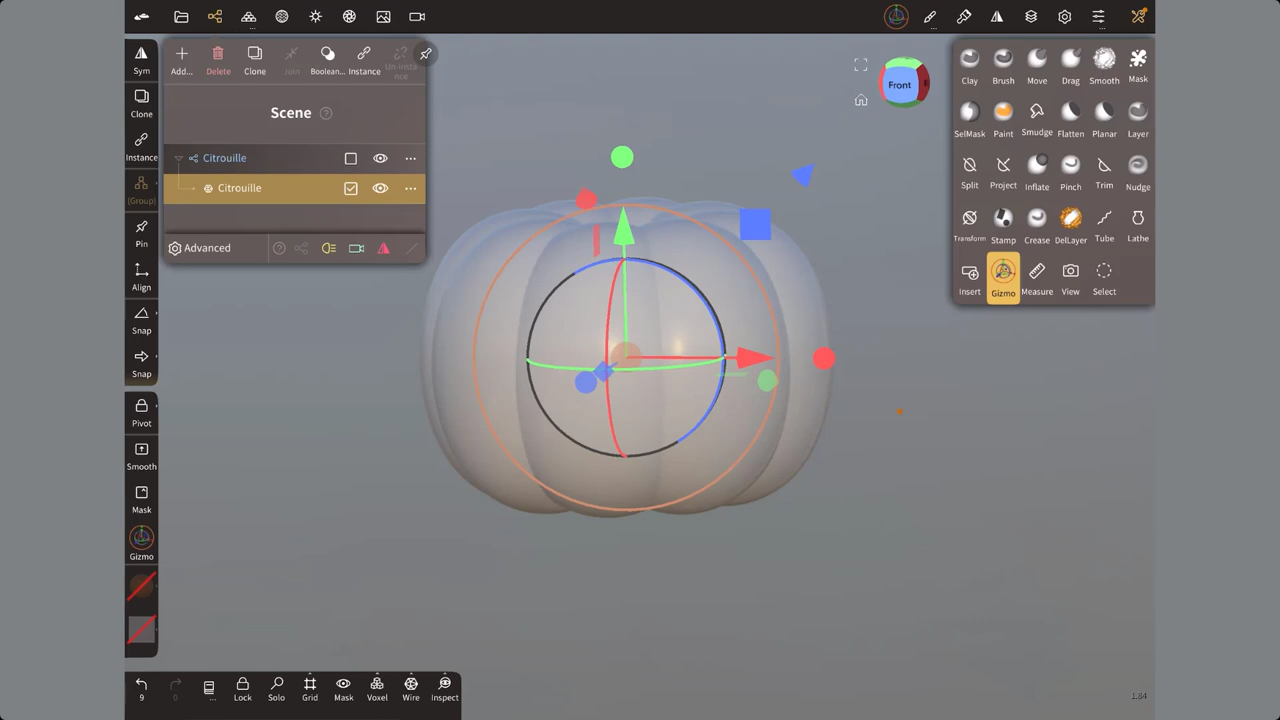 Sym
Clone
Instance
(Group)
Pin
Align
Snap
Snap
Pivot
Smooth
Mask
Gizmo
Add...
Delete
Clone
Join
Boolean...
Instance
Un-insta
nce
Scene ?
Citrouille ...
Citrouille ...
Advanced ?
Front
Clay Brush Move Drag Smooth Mask
SelMask Paint Smudge Flatten Planar Layer
Split Project Inflate Pinch Trim Nudge
Transform Stamp Crease DelLayer Tube Lathe
Insert Gizmo Measure View Select
9 0 ... Lock Solo Grid Mask Voxel Wire Inspect
1.84